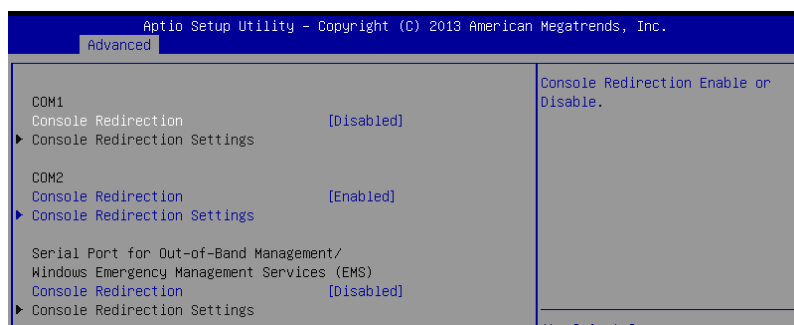 Aptio Setup Utility – Copyright (C) 2013 American Megatrends, Inc.
Advanced
COM1
Console Redirection [Disabled]
▶ Console Redirection Settings
COM2
Console Redirection [Enabled]
▶ Console Redirection Settings
Serial Port for Out-of-Band Management/
Windows Emergency Management Services (EMS)
Console Redirection [Disabled]
▶ Console Redirection Settings
Console Redirection Enable or
Disable.